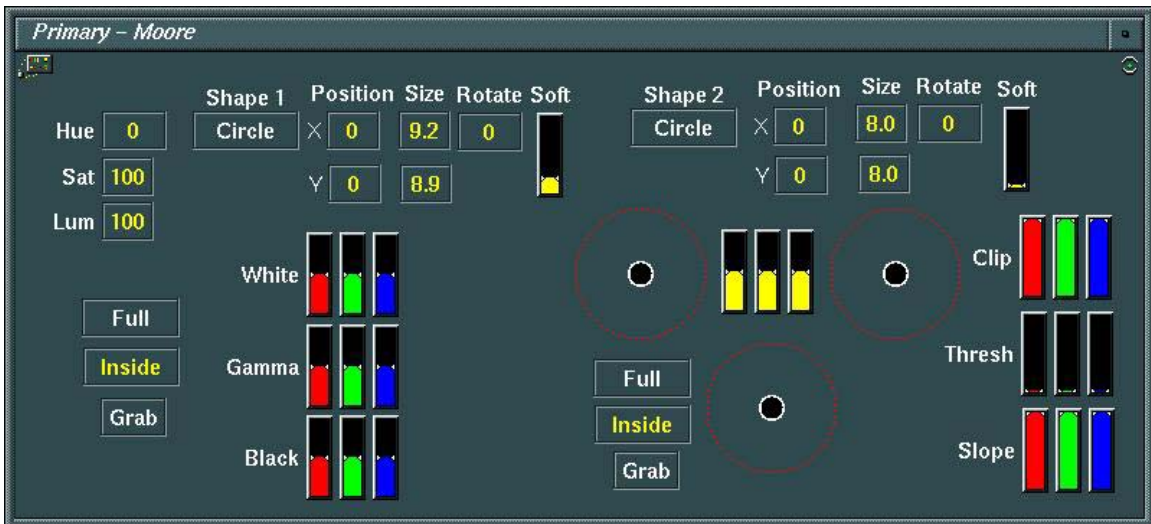 Primary - Moore
Shape 1 Position Size Rotate Soft Shape 2 Position Size Rotate Soft
Hue 0 Circle X 0 9.2 0 Circle X 0 8.0 0
Sat 100 Y 0 8.9 Y 0 8.0
Lum 100
White Clip
Full
Inside Gamma Full Thresh
Grab Inside
Black Grab Slope